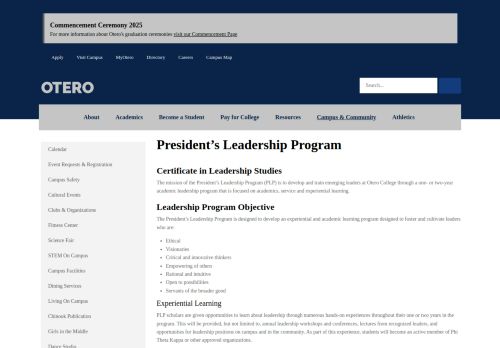 Commencement Ceremony 2025
For more information about Otero's graduation ceremonies visit our Commencement Page
Apply Visit Campus MyOtero Directory Careers Campus Map
OTERO
Search...
About Academics Become a Student Pay for College Resources Campus & Community Athletics
Calendar
Event Requests & Registration
Campus Safety
Cultural Events
Clubs & Organizations
Fitness Center
Science Fair
STEM On Campus
Campus Facilities
Dining Services
Living On Campus
Chinook Publication
Girls in the Middle
Dance Studio
President's Leadership Program
Certificate in Leadership Studies
The mission of the President's Leadership Program (PLP) is to develop and train emerging leaders at Otero College through a one- or two-year
academic leadership program that is focused on academics, service and experiential learning.
Leadership Program Objective
The President's Leadership Program is designed to develop an experiential and academic learning program designed to foster and cultivate leaders
who are:
Ethical
Visionaries
Critical and innovative thinkers
Empowering of others
Rational and intuitive
Open to possibilities
Servants of the broader good
Experiential Learning
PLP scholars are given opportunities to learn about leadership through numerous hands-on experiences throughout their one or two years in the
program. This will be provided, but not limited to, annual leadership workshops and conferences, lectures from recognized leaders, and
opportunities for leadership positions on campus and in the community. As part of this experience, students will become an active member of Phi
Theta Kappa or other approved organizations.